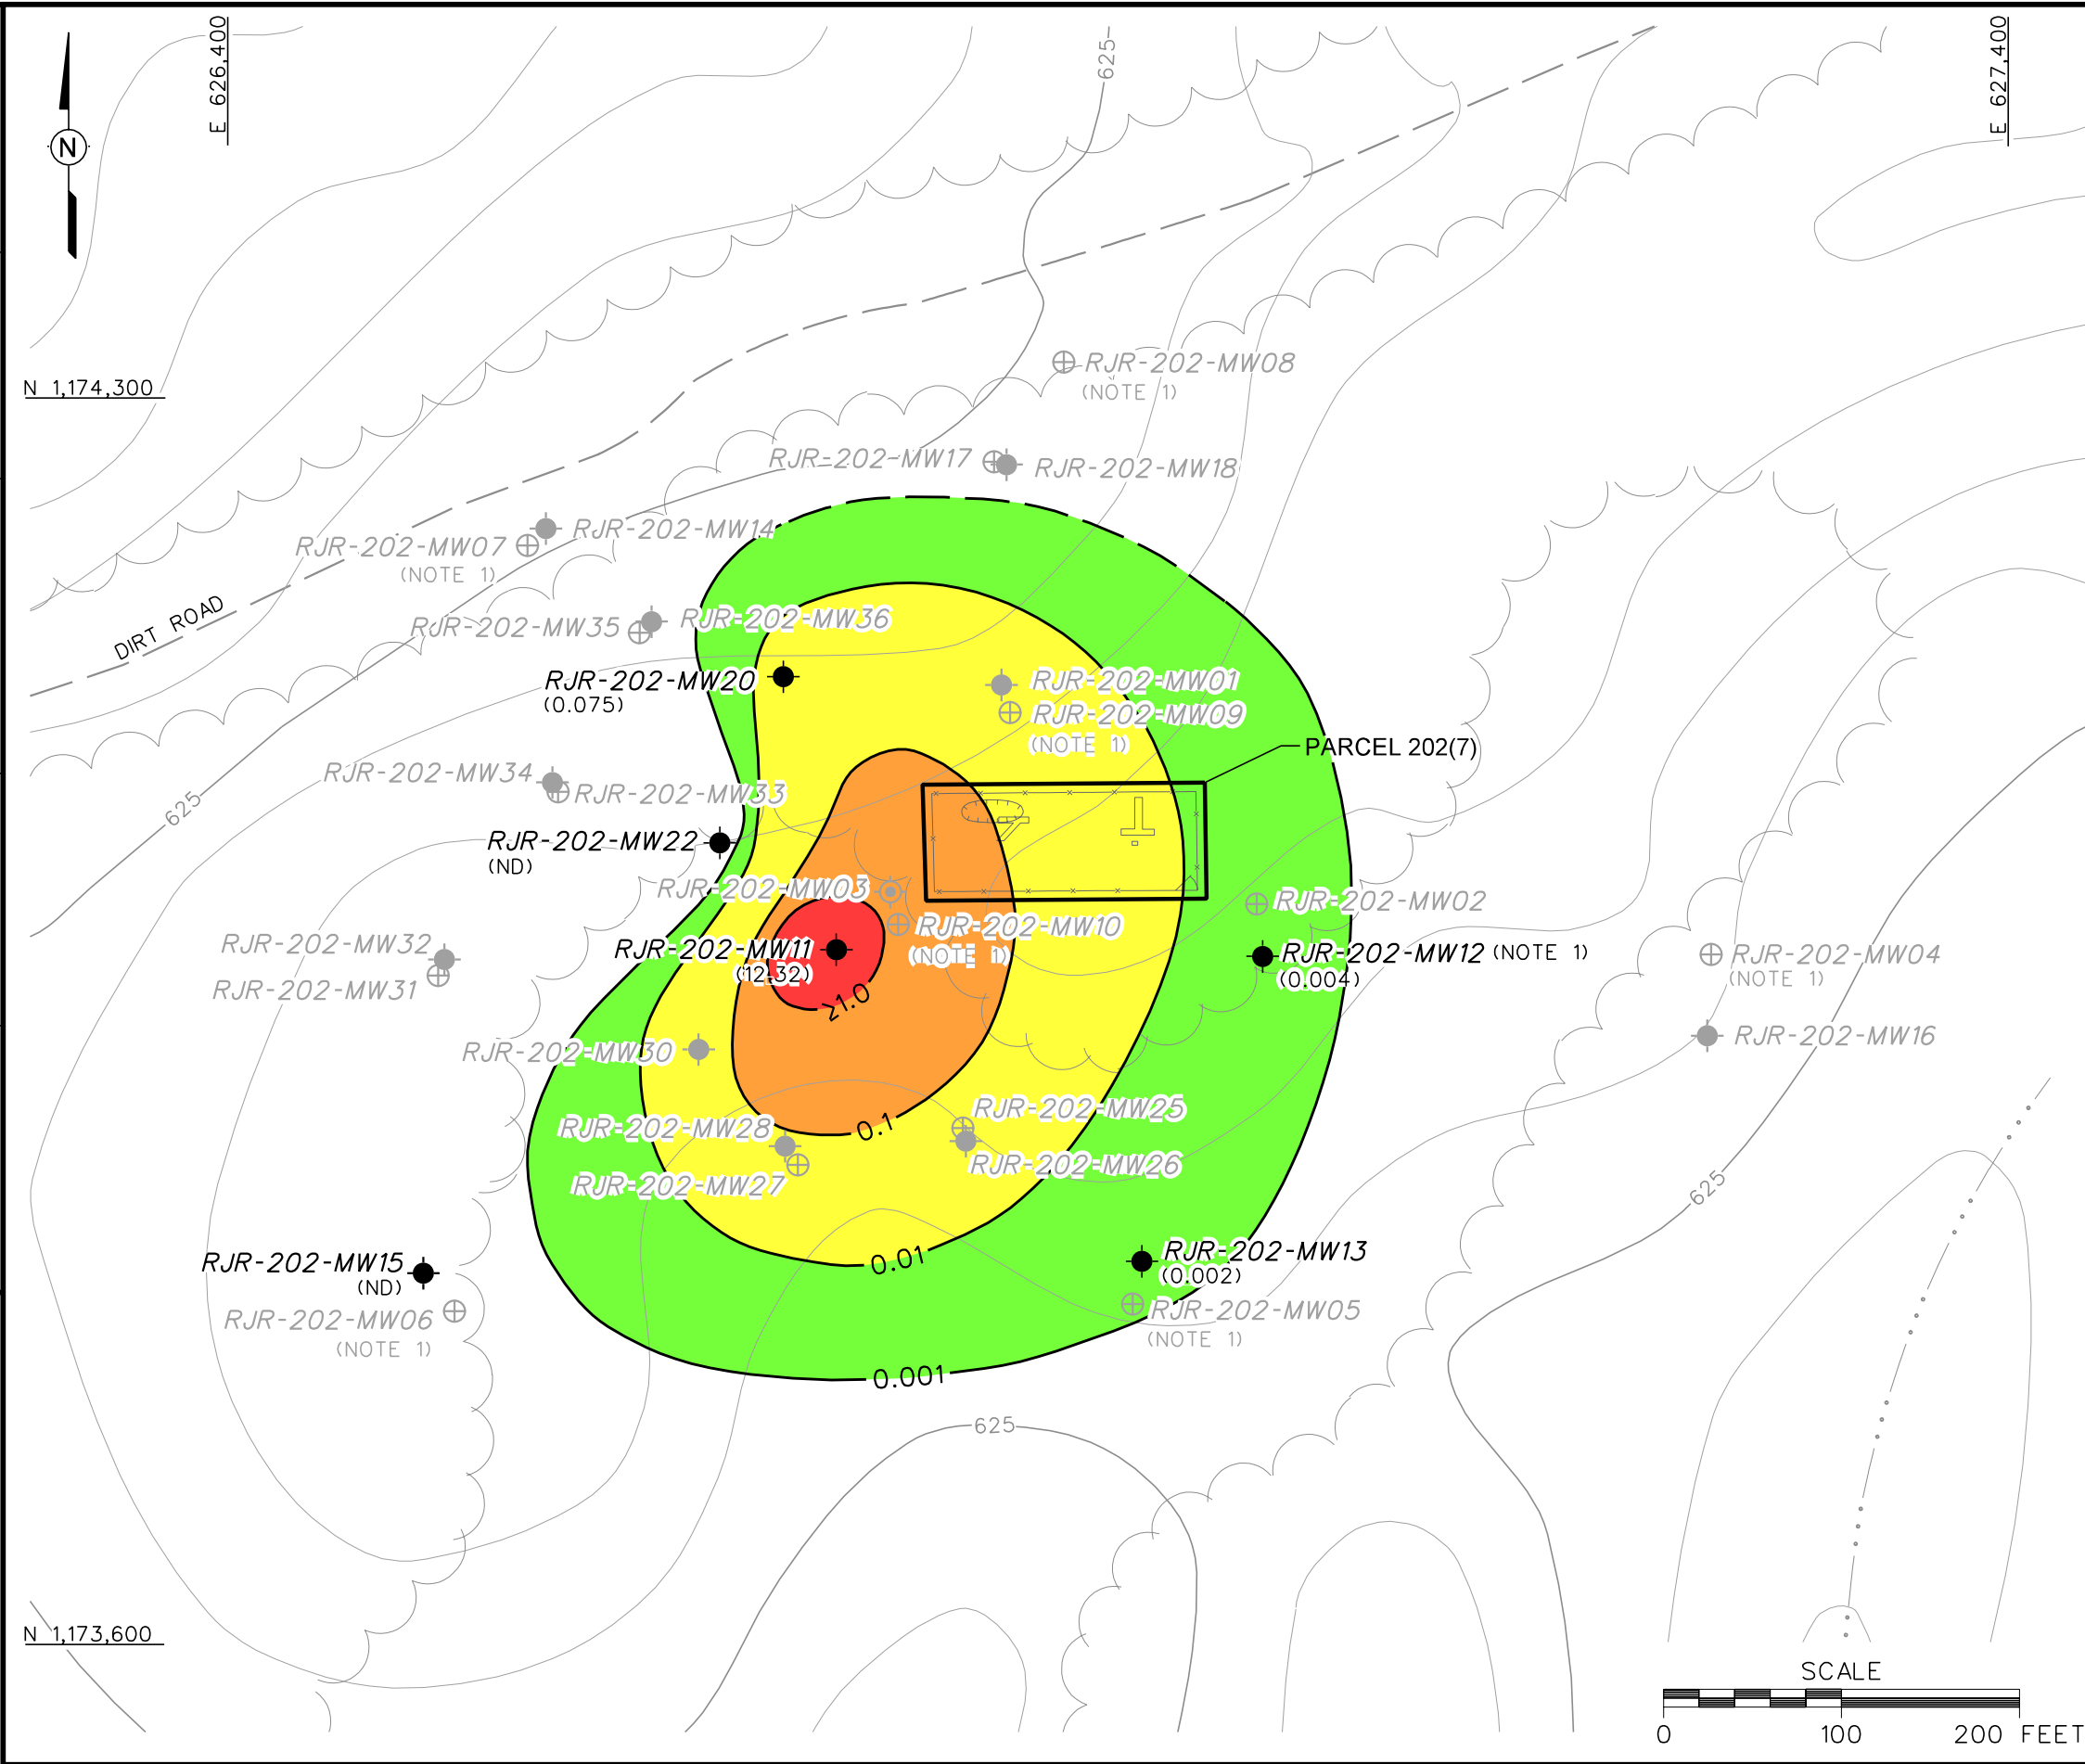 E 626,400
625
E 627,400
N
N 1,174,300
RJR-202-MW08
(NOTE 1)
RJR-202-MW17
RJR-202-MW18
RJR-202-MW14
RJR-202-MW07
(NOTE 1)
DIRT ROAD
RJR-202-MW36
RJR-202-MW35
RJR-202-MW20
(0.075)
RJR-202-MW01
RJR-202-MW09
(NOTE 1)
PARCEL 202(7)
RJR-202-MW34
RJR-202-MW33
625
RJR-202-MW22
(ND)
RJR-202-MW03
RJR-202-MW02
RJR-202-MW10
(NOTE 1)
RJR-202-MW32
RJR-202-MW31
RJR-202-MW11
(12.32)
≥1.0
RJR-202-MW12 (NOTE 1)
(0.004)
RJR-202-MW04
(NOTE 1)
RJR-202-MW16
RJR-202-MW30
RJR-202-MW25
RJR-202-MW28
0.1
RJR-202-MW26
RJR-202-MW27
625
RJR-202-MW15
(ND)
0.01
RJR-202-MW13
(0.002)
RJR-202-MW06
(NOTE 1)
RJR-202-MW05
(NOTE 1)
0.001
625
N 1,173,600
SCALE
0 100 200 FEET